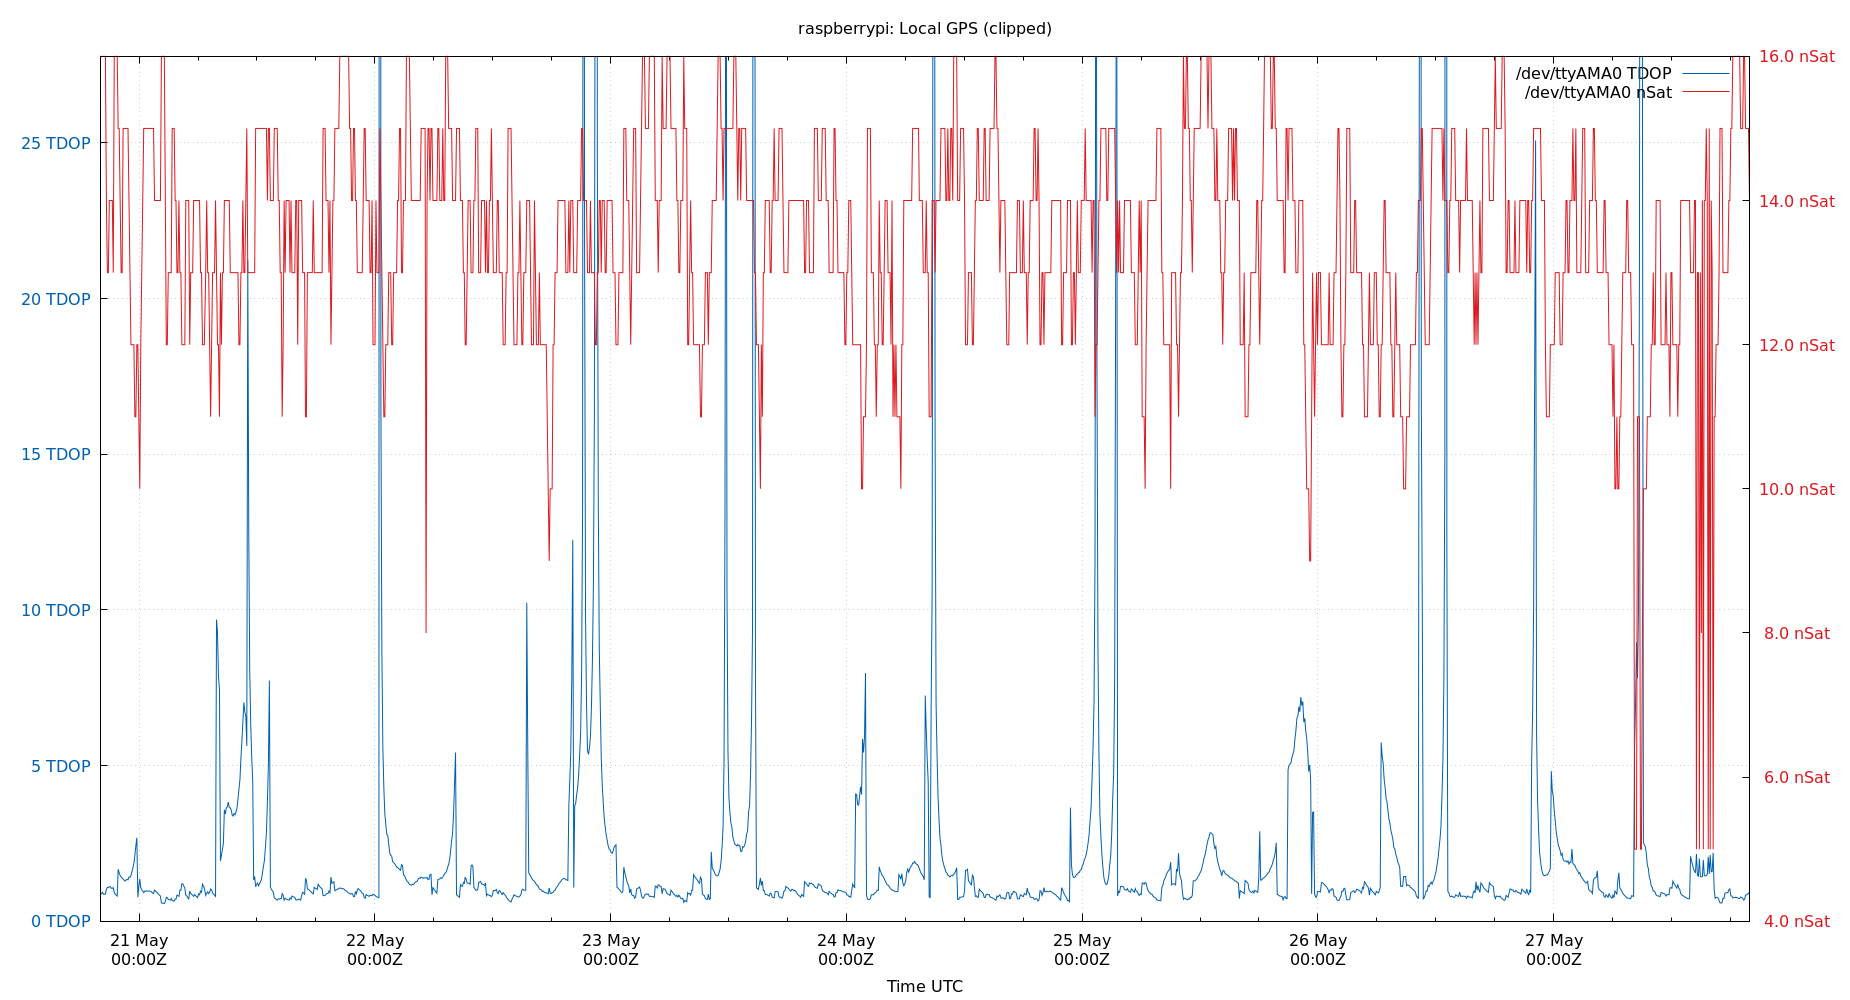 raspberrypi: Local GPS (clipped)
16.0 nSat
/dev/ttyAMA0 TDOP
/dev/ttyAMA0 nSat
25 TDOP
14.0 nSat
20 TDOP
12.0 nSat
15 TDOP
10.0 nSat
10 TDOP
8.0 nSat
5 TDOP
6.0 nSat
0 TDOP
4.0 nSat
21 May 22 May 23 May 24 May 25 May 26 May 27 May
00:00Z 00:00Z 00:00Z 00:00Z 00:00Z 00:00Z 00:00Z
Time UTC